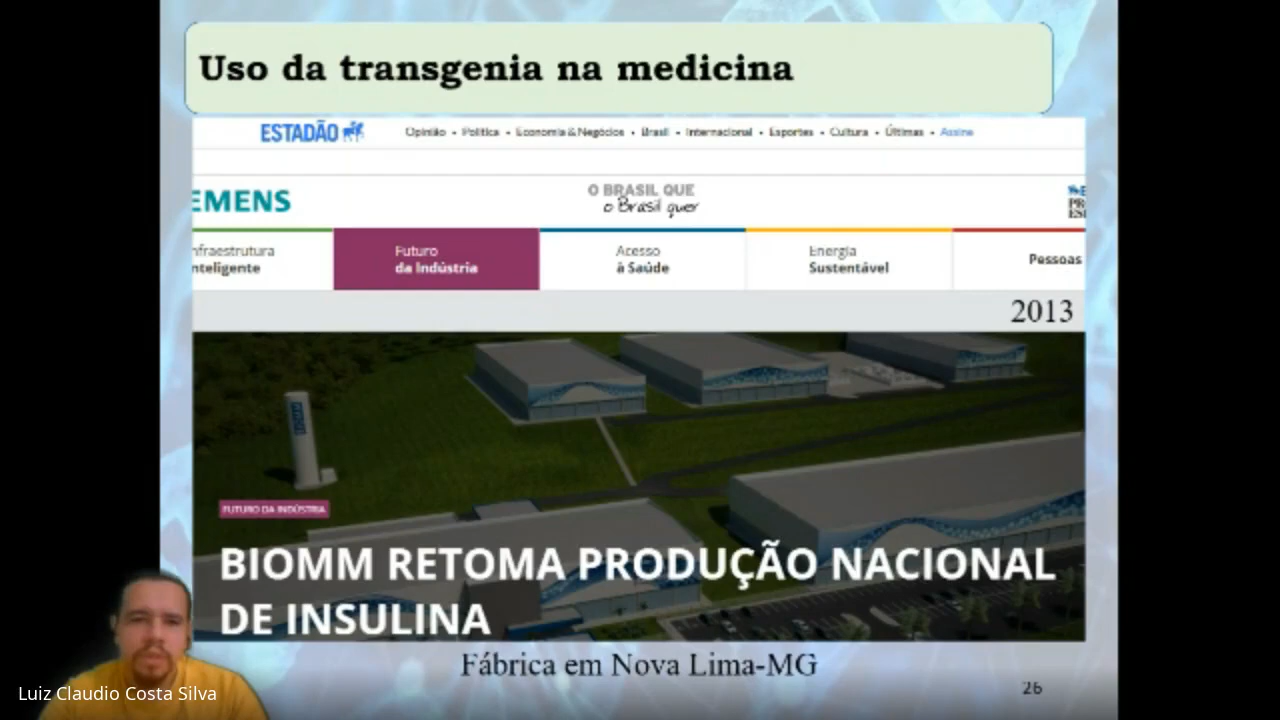 Uso da transgenia na medicina
ESTADÃO
Opinião • Política • Economia & Negócios • Brasil • Internacional • Esportes • Cultura • Últimas • Assine
EMENS
O BRASIL QUE
o Brasil quer
PR
ESI
nfraestrutura
nteligente
Futuro
da Indústria
Acesso
à Saúde
Energia
Sustentável
Pessoas
2013
FUTURO DA INDÚSTRIA
BIOMM RETOMA PRODUÇÃO NACIONAL
DE INSULINA
Fábrica em Nova Lima-MG
Luiz Claudio Costa Silva
26